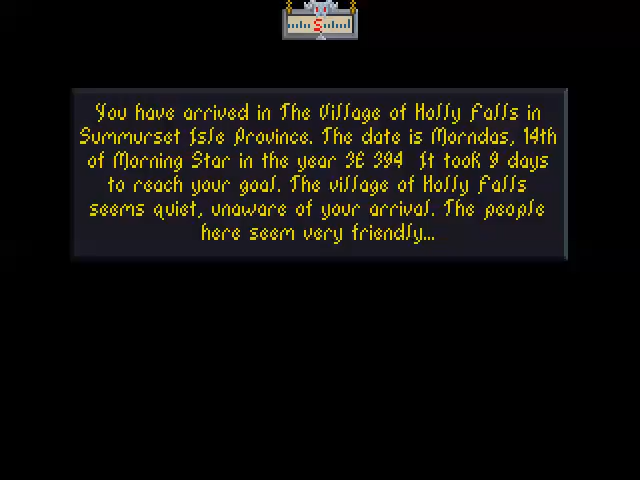 S
You have arrived in The Village of Holly Falls in
Summurset Isle Province. The date is Morndas, 14th
of Morning Star in the year 3E 394 It took 9 days
to reach your goal. The village of Holly Falls
seems quiet, unaware of your arrival. The people
here seem very friendly...